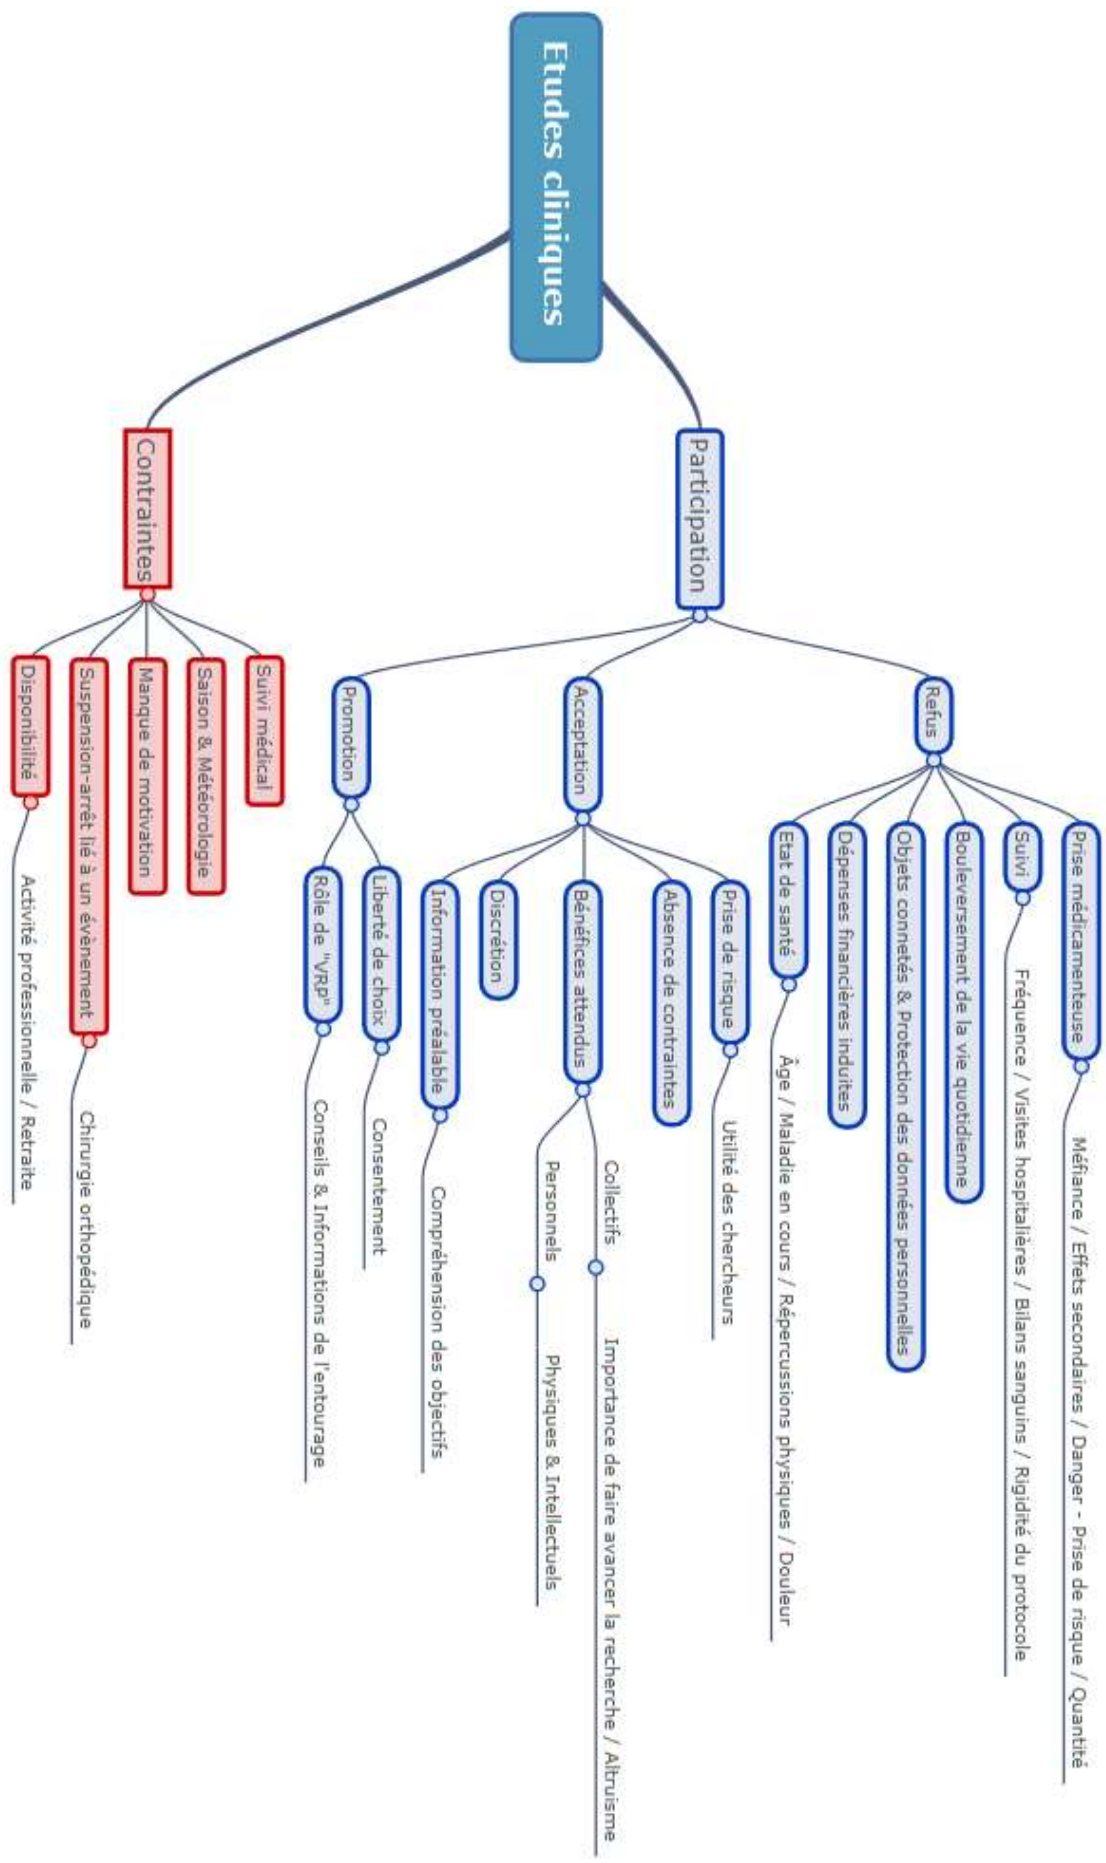 Etudes cliniques
Participation
Refus
Prise médicamenteuse
Méfiance / Effets secondaires / Danger - Prise de risque / Quantité
Suivi
Fréquence / Visites hospitalières / Bilans sanguins / Rigidité du protocole
Bouleversement de la vie quotidienne
Objets connetés & Protection des données personnelles
Dépenses financières induites
Etat de santé
Âge / Maladie en cours / Répercussions physiques / Douleur
Acceptation
Prise de risque
Utilité des chercheurs
Absence de contraintes
Bénéfices attendus
Collectifs
Importance de faire avancer la recherche / Altruisme
Personnels
Physiques & Intellectuels
Discrétion
Information préalable
Compréhension des objectifs
Promotion
Liberté de choix
Consentement
Rôle de "VRP"
Conseils & Informations de l'entourage
Contraintes
Suivi médical
Saison & Météorologie
Manque de motivation
Suspension-arrêt lié à un évènement
Chirurgie orthopédique
Disponibilité
Activité professionnelle / Retraite